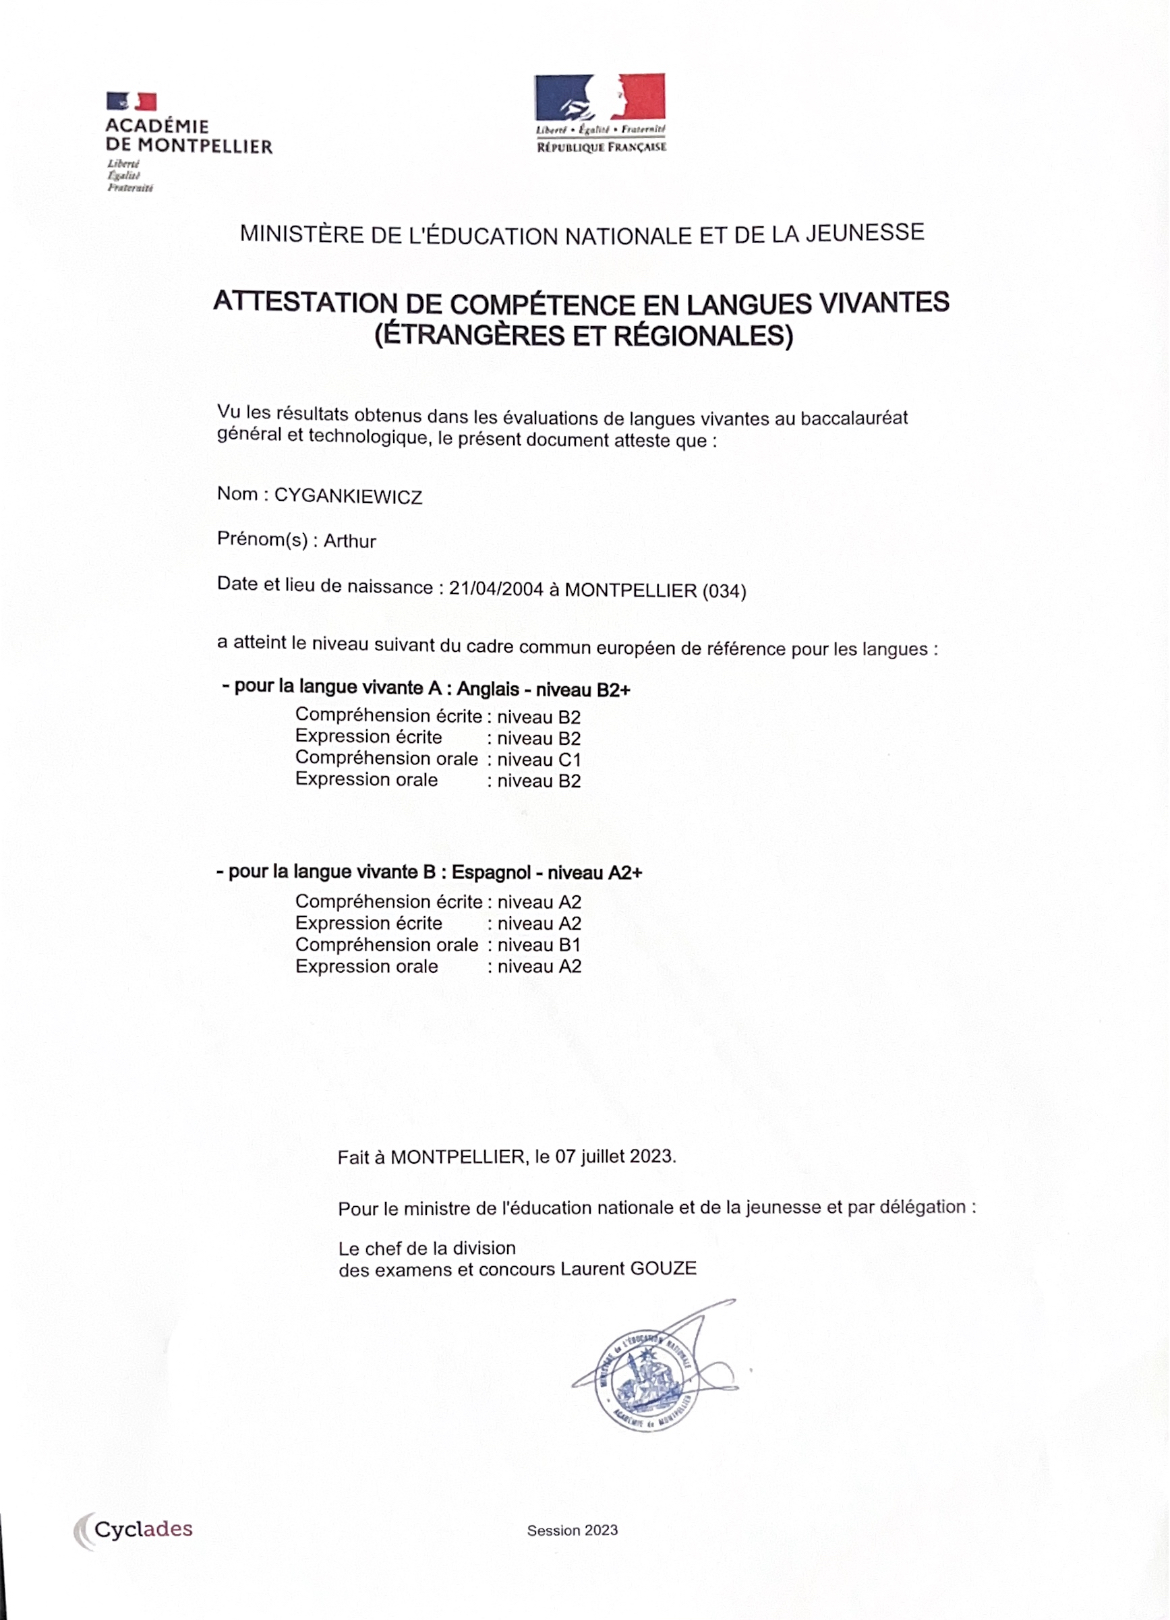 ACADÉMIE
DE MONTPELLIER
Liberté
Égalité
Fraternité
Liberté • Égalité • Fraternité
RÉPUBLIQUE FRANÇAISE
MINISTÈRE DE L'ÉDUCATION NATIONALE ET DE LA JEUNESSE
ATTESTATION DE COMPÉTENCE EN LANGUES VIVANTES
(ÉTRANGÈRES ET RÉGIONALES)
Vu les résultats obtenus dans les évaluations de langues vivantes au baccalauréat
général et technologique, le présent document atteste que :
Nom : CYGANKIEWICZ
Prénom(s) : Arthur
Date et lieu de naissance : 21/04/2004 à MONTPELLIER (034)
a atteint le niveau suivant du cadre commun européen de référence pour les langues :
- pour la langue vivante A : Anglais - niveau B2+
Compréhension écrite : niveau B2
Expression écrite : niveau B2
Compréhension orale : niveau C1
Expression orale : niveau B2
- pour la langue vivante B : Espagnol - niveau A2+
Compréhension écrite : niveau A2
Expression écrite : niveau A2
Compréhension orale : niveau B1
Expression orale : niveau A2
Fait à MONTPELLIER, le 07 juillet 2023.
Pour le ministre de l'éducation nationale et de la jeunesse et par délégation :
Le chef de la division
des examens et concours Laurent GOUZE
MINISTÈRE de L'ÉDUCATION NATIONALE
ACADÉMIE de MONTPELLIER
Cyclades
Session 2023